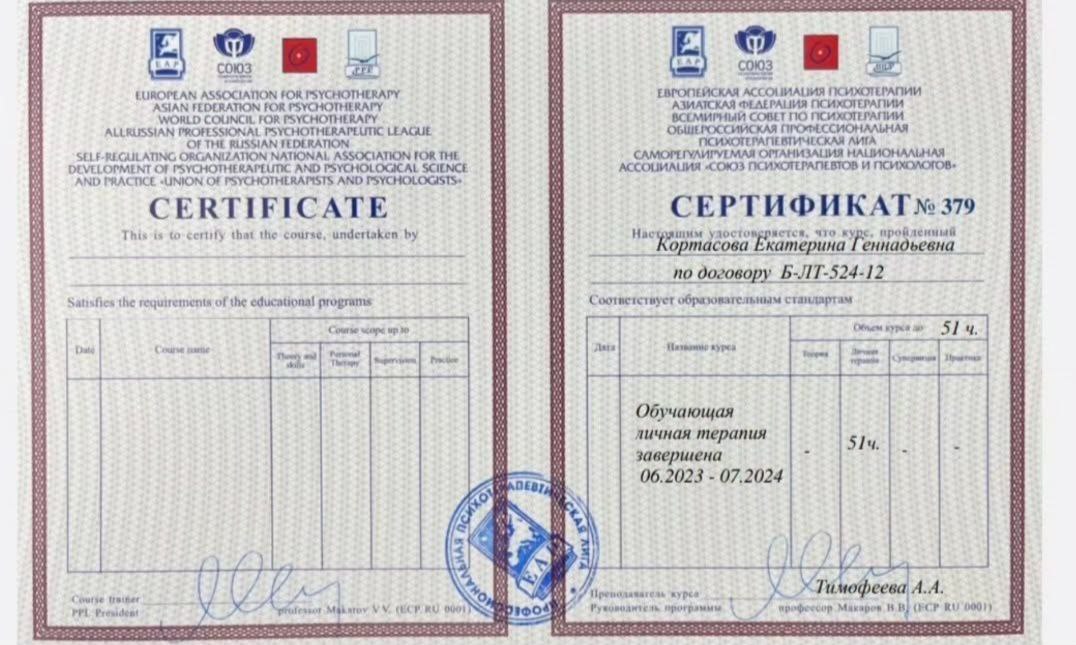 EAP
СОЮЗ
PPL
EUROPEAN ASSOCIATION FOR PSYCHOTHERAPY
ASIAN FEDERATION FOR PSYCHOTHERAPY
WORLD COUNCIL FOR PSYCHOTHERAPY
ALLRUSSIAN PROFESSIONAL PSYCHOTHERAPEUTIC LEAGUE
OF THE RUSSIAN FEDERATION
SELF-REGULATING ORGANIZATION NATIONAL ASSOCIATION FOR THE
DEVELOPMENT OF PSYCHOTHERAPEUTIC AND PSYCHOLOGICAL SCIENCE
AND PRACTICE «UNION OF PSYCHOTHERAPISTS AND PSYCHOLOGISTS»
CERTIFICATE
This is to certify that the course, undertaken by
Satisfies the requirements of the educational programs
Date
Course name
Course scope up to
Theory and skills
Personal Therapy
Supervision
Practice
Course trainer
PPL President
professor Makarov V.V. (ECP RU 0001)
EAP
СОЮЗ
ЕВРОПЕЙСКАЯ АССОЦИАЦИЯ ПСИХОТЕРАПИИ
АЗИАТСКАЯ ФЕДЕРАЦИЯ ПСИХОТЕРАПИИ
ВСЕМИРНЫЙ СОВЕТ ПО ПСИХОТЕРАПИИ
ОБЩЕРОССИЙСКАЯ ПРОФЕССИОНАЛЬНАЯ
ПСИХОТЕРАПЕВТИЧЕСКАЯ ЛИГА
САМОРЕГУЛИРУЕМАЯ ОРГАНИЗАЦИЯ НАЦИОНАЛЬНАЯ
АССОЦИАЦИЯ «СОЮЗ ПСИХОТЕРАПЕВТОВ И ПСИХОЛОГОВ»
СЕРТИФИКАТ № 379
Настоящим удостоверяется, что курс, пройденный
Кортасова Екатерина Геннадьевна
по договору Б-ЛТ-524-12
Соответствует образовательным стандартам
Дата
Название курса
Объем курса до 51 ч.
Теория
Личная терапия
Супервизия
Практика
Обучающая
личная терапия
завершена
06.2023 - 07.2024
-
51ч.
-
-
Преподаватель курса Тимофеева А.А.
Руководитель программы профессор Макаров В.В. (ECP RU 0001)
ПРОФЕССИОНАЛЬНАЯ ПСИХОТЕРАПЕВТИЧЕСКАЯ ЛИГА
EAP